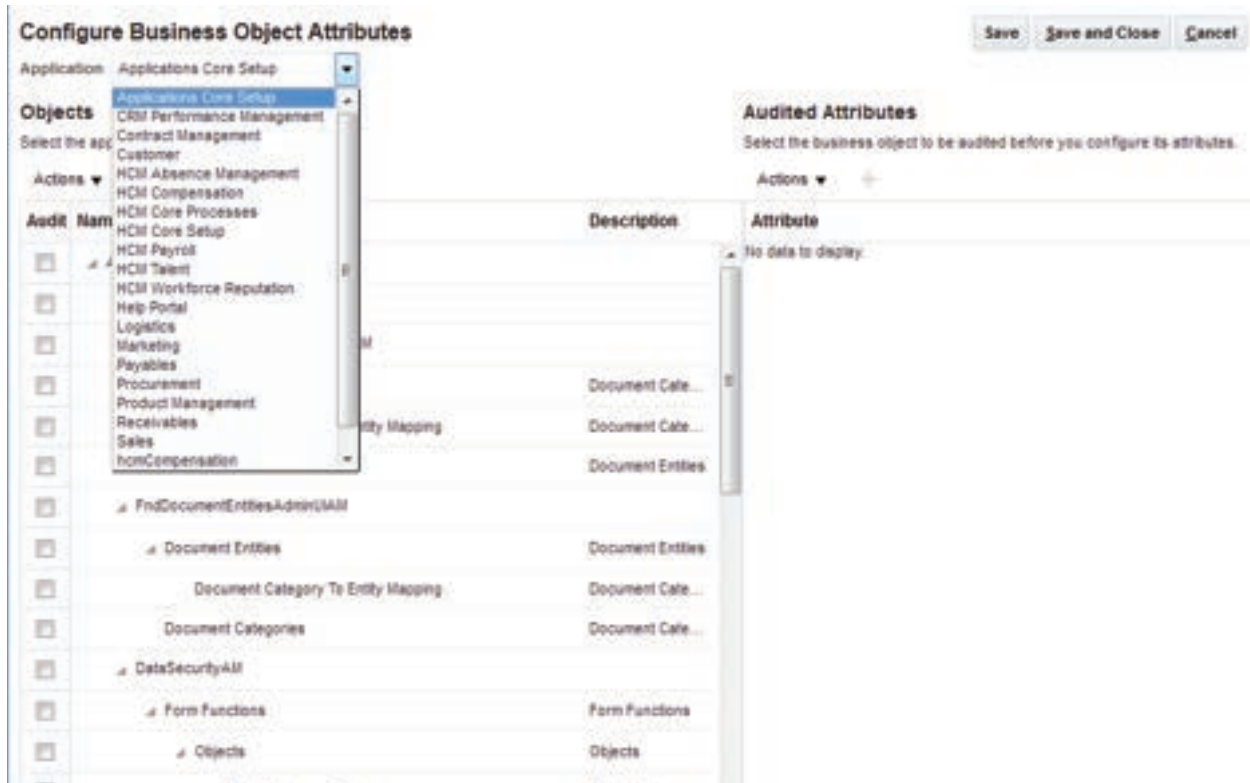 Configure Business Object Attributes
Save
Save and Close
Cancel
Application Applications Core Setup
Applications Core Setup
CRM Performance Management
Contract Management
Customer
HCM Absence Management
HCM Compensation
HCM Core Processes
HCM Core Setup
HCM Payroll
HCM Talent
HCM Workforce Reputation
Help Portal
Logistics
Marketing
Payables
Procurement
Product Management
Receivables
Sales
hcmCompensation
Objects
Select the
Actions
Audit
Description
Document Cate...
Mapping Document Cate...
Document Entities
FndDocumentEntitiesAdminUIAM
Document Entities Document Entities
Document Category To Entity Mapping Document Cate...
Document Categories Document Cate...
DataSecurityAM
Form Functions Form Functions
Objects Objects
Audited Attributes
Select the business object to be audited before you configure its attributes.
Actions
Attribute
No data to display.